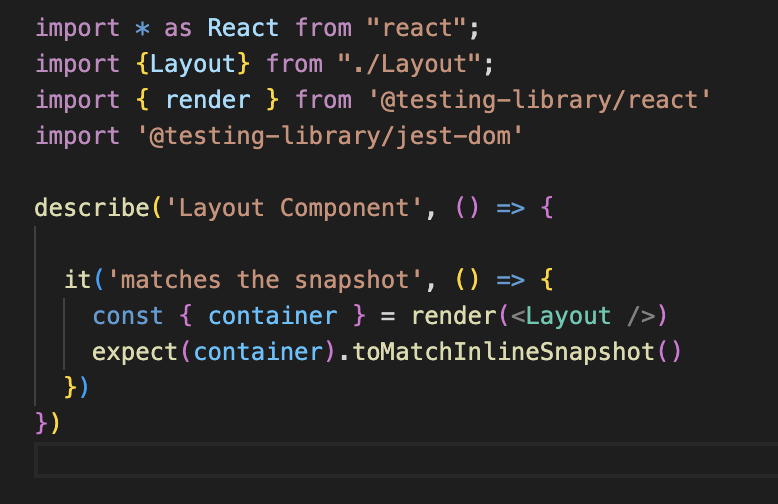 import * as React from "react";
import {Layout} from "./Layout";
import { render } from '@testing-library/react'
import '@testing-library/jest-dom'
describe('Layout Component', () => {
it('matches the snapshot', () => {
const { container } = render(<Layout />)
expect(container).toMatchInlineSnapshot()
})
})